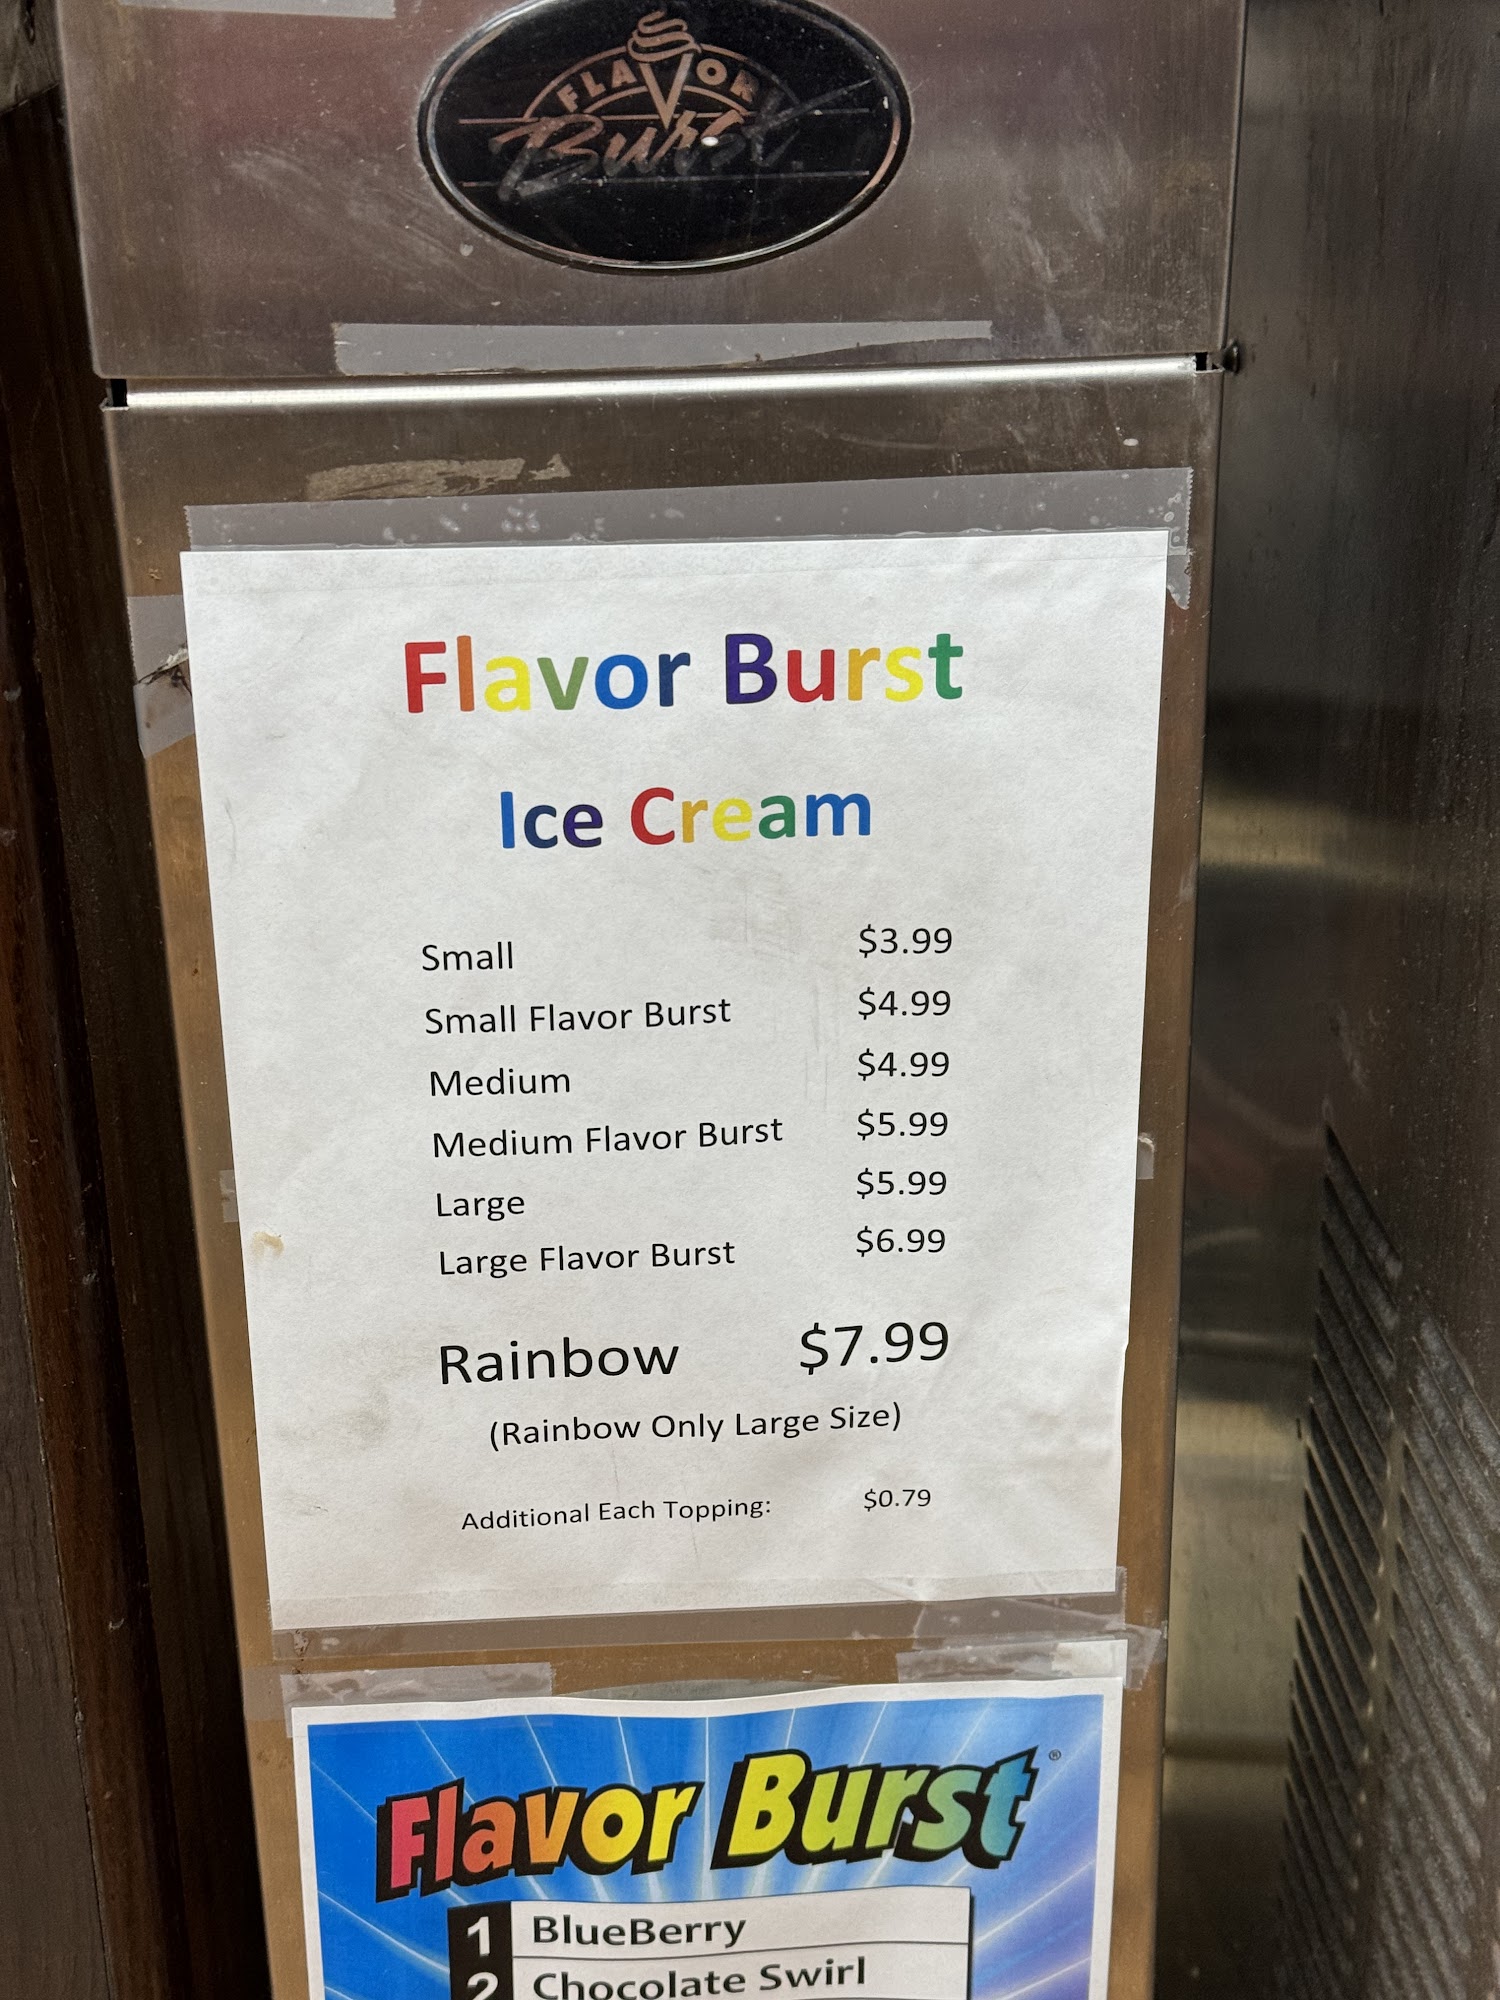 FLAVOR
Burst
Flavor Burst
Ice Cream
Small $3.99
Small Flavor Burst $4.99
Medium $4.99
Medium Flavor Burst $5.99
Large $5.99
Large Flavor Burst $6.99
Rainbow $7.99
(Rainbow Only Large Size)
Additional Each Topping: $0.79
Flavor Burst®
1 BlueBerry
2 Chocolate Swirl